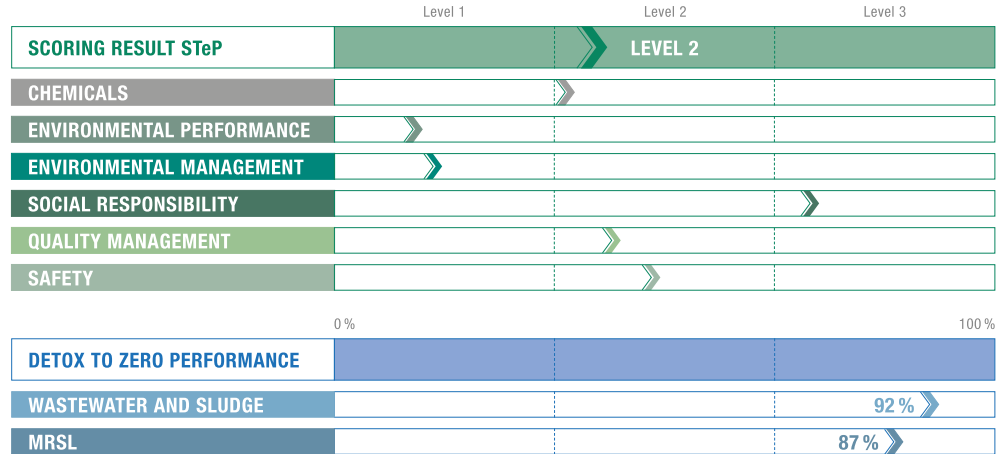 Level 1 Level 2 Level 3
SCORING RESULT STeP LEVEL 2
CHEMICALS
ENVIRONMENTAL PERFORMANCE
ENVIRONMENTAL MANAGEMENT
SOCIAL RESPONSIBILITY
QUALITY MANAGEMENT
SAFETY
0 % 100 %
DETOX TO ZERO PERFORMANCE
WASTEWATER AND SLUDGE 92 %
MRSL 87 %